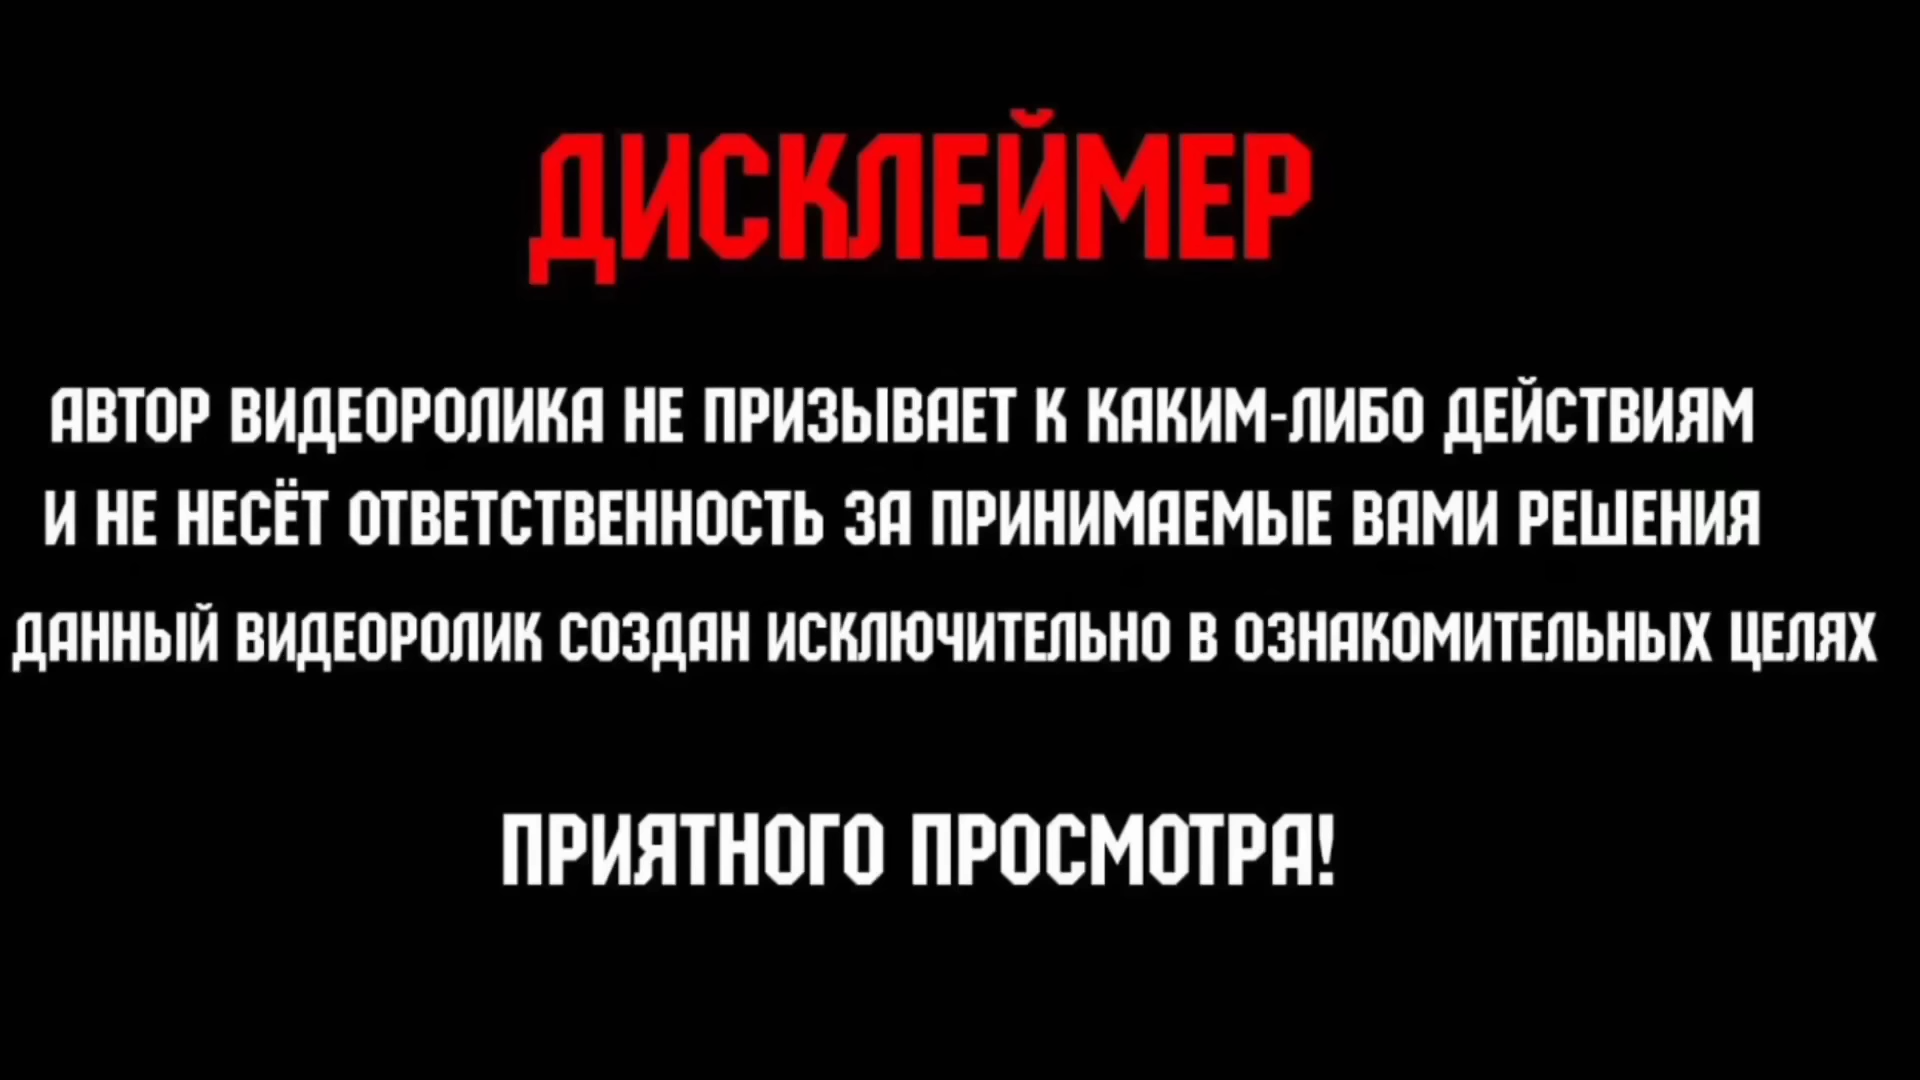 ДИСКЛЕЙМЕР
АВТОР ВИДЕОРОЛИКА НЕ ПРИЗЫВАЕТ К КАКИМ-ЛИБО ДЕЙСТВИЯМ
И НЕ НЕСЁТ ОТВЕТСТВЕННОСТЬ ЗА ПРИНИМАЕМЫЕ ВАМИ РЕШЕНИЯ
ДАННЫЙ ВИДЕОРОЛИК СОЗДАН ИСКЛЮЧИТЕЛЬНО В ОЗНАКОМИТЕЛЬНЫХ ЦЕЛЯХ
ПРИЯТНОГО ПРОСМОТРА!